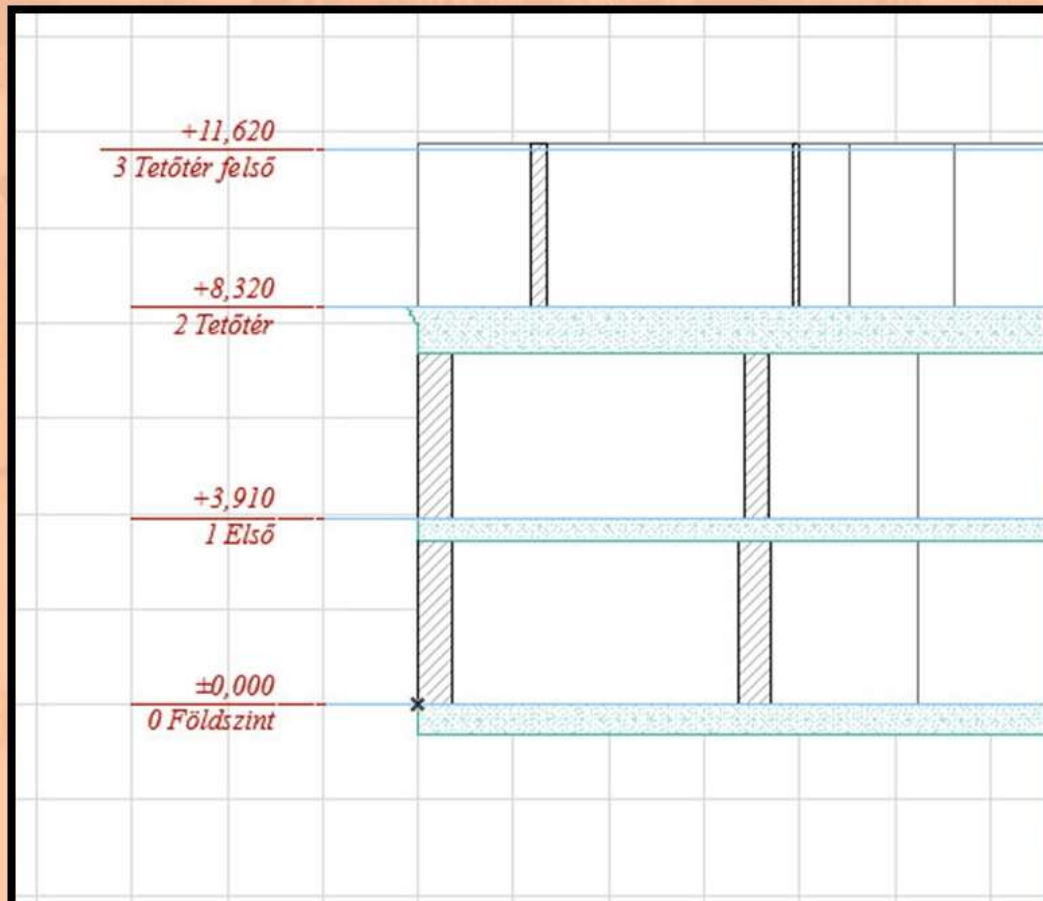 +11,620
3 Tetőtér felső
+8,320
2 Tetőtér
+3,910
1 Első
±0,000
0 Földszint